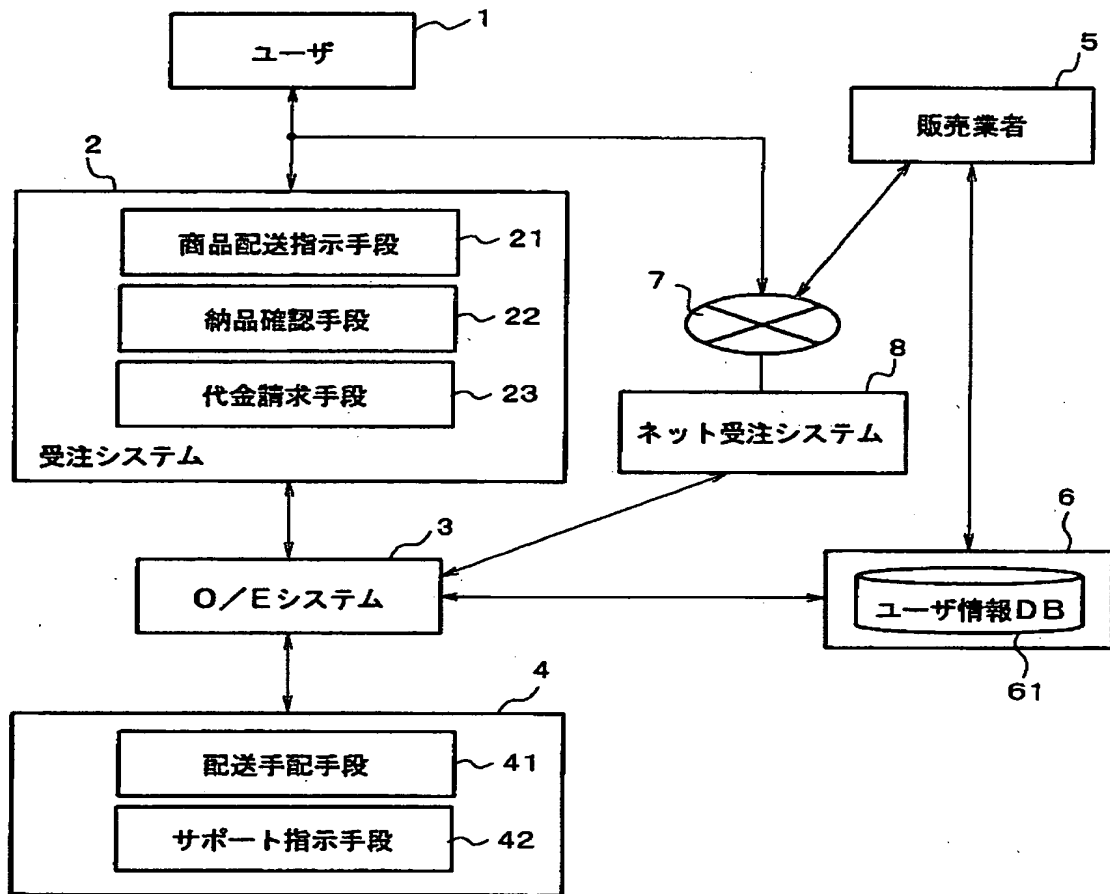 1
ユーザ
5
販売業者
2
商品配送指示手段
21
納品確認手段
22
代金請求手段
23
受注システム
7
8
ネット受注システム
3
O/Eシステム
6
ユーザ情報DB
61
4
配送手配手段
41
サポート指示手段
42